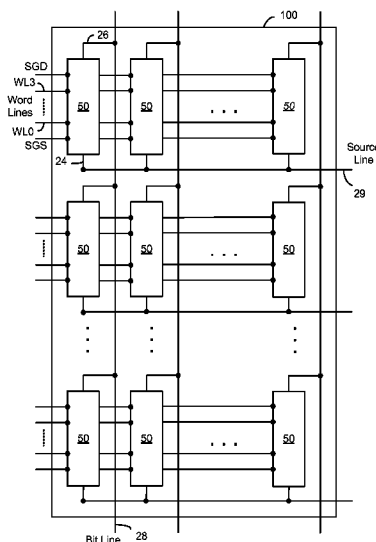 100
26
SGD
WL3
Word
Lines
WL0
SGS
24
50 50 50
. . .
Source
Line
29
50 50 50
. . .
50 50 50
. . .
Bit Line
28